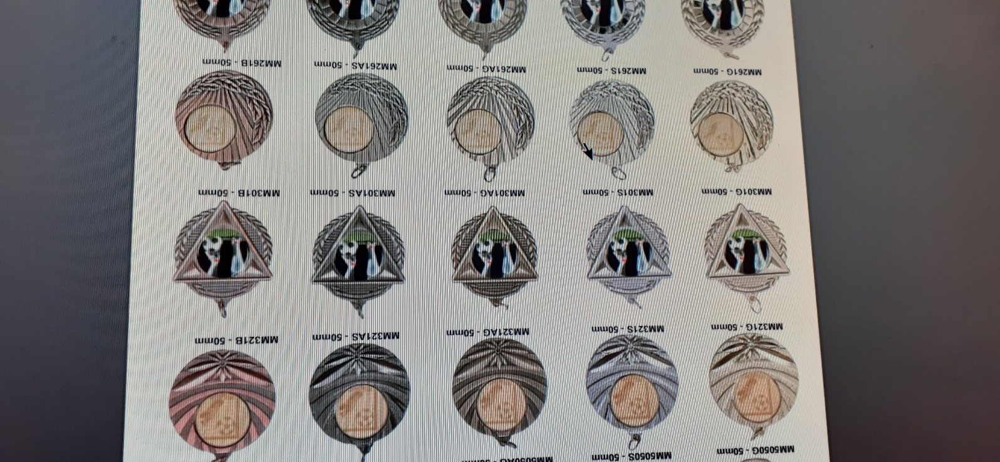 MM5050G - 50mm
MM5050S - 50mm
MM5050AG - 50mm
MM321G - 50mm
MM321S - 50mm
MM321AG - 50mm
MM321AS - 50mm
MM321B - 50mm
MM301G - 50mm
MM301S - 50mm
MM301AG - 50mm
MM301AS - 50mm
MM301B - 50mm
MM261G - 50mm
MM261S - 50mm
MM261AG - 50mm
MM261AS - 50mm
MM261B - 50mm